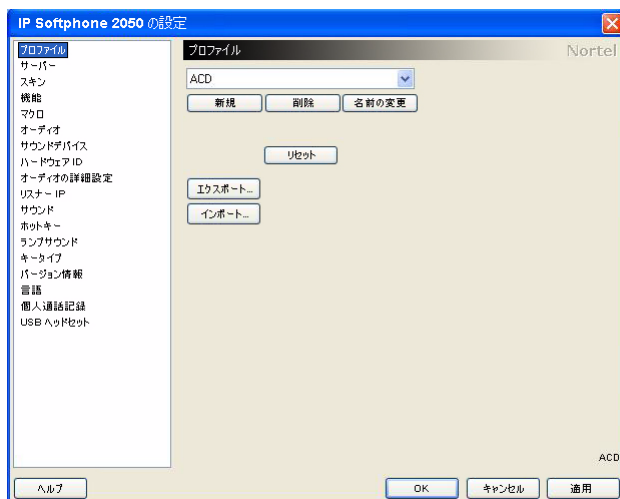 IP Softphone 2050 の設定
プロファイル
サーバー
スキン
機能
マクロ
オーディオ
サウンドデバイス
ハードウェア ID
オーディオの詳細設定
リスナー IP
サウンド
ホットキー
ランプサウンド
キータイプ
バージョン情報
言語
個人通話記録
USB ヘッドセット
プロファイル
Nortel
ACD
新規
削除
名前の変更
リセット
エクスポート...
インポート...
ACD
ヘルプ
OK
キャンセル
適用